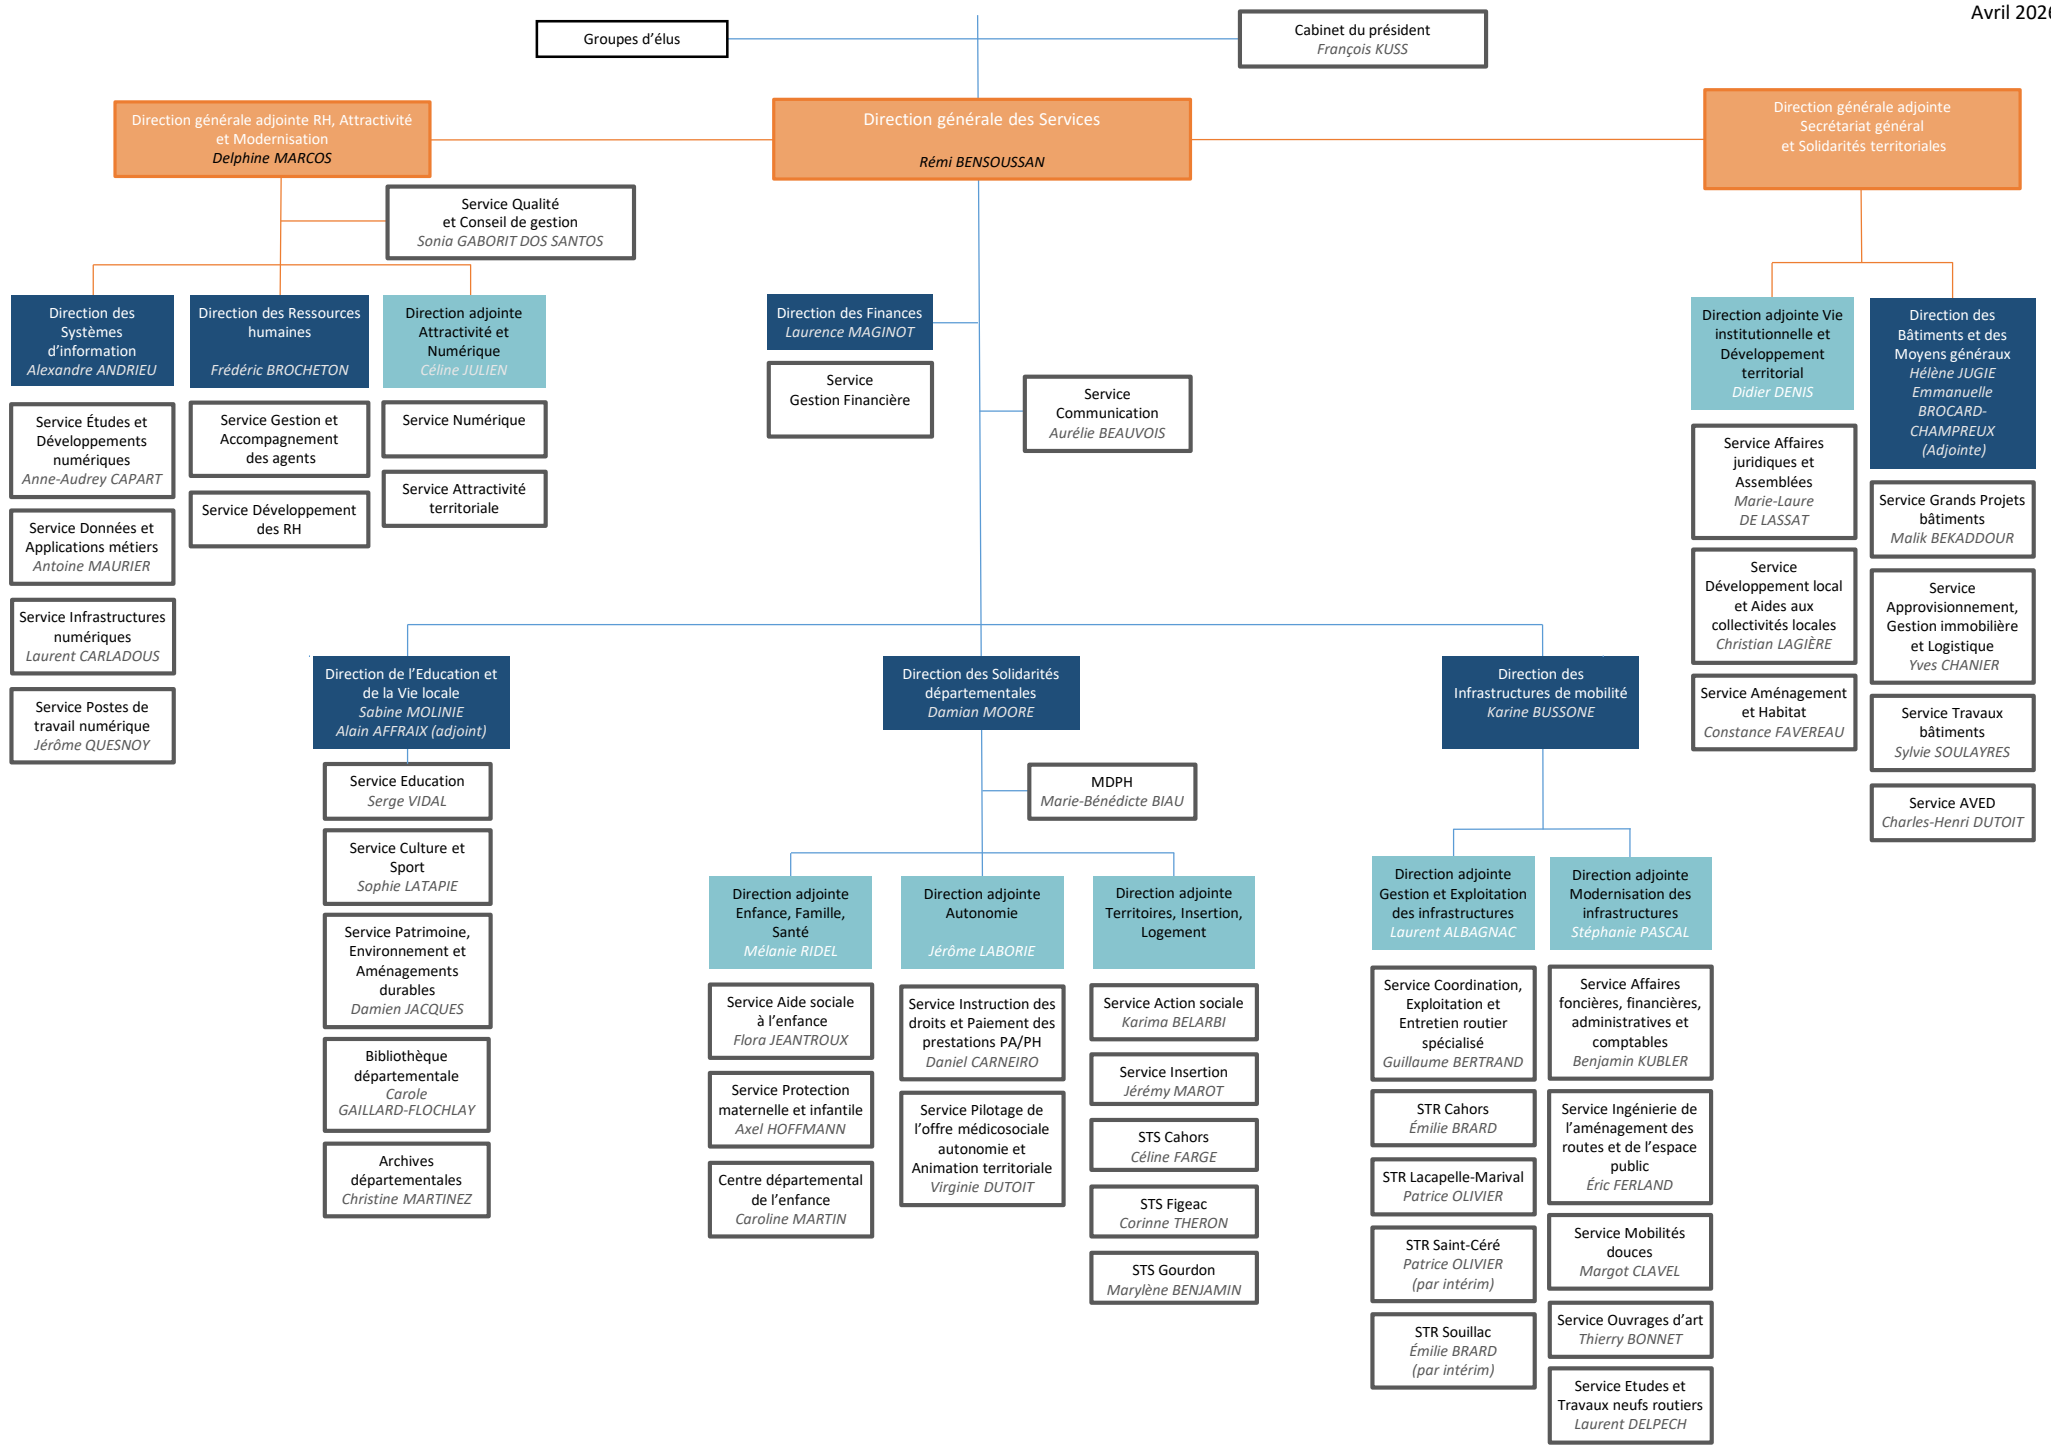 Avril 2026
Groupes d'élus
Cabinet du président
François KUSS
Direction générale adjointe RH, Attractivité
et Modernisation
Delphine MARCOS
Direction générale des Services
Rémi BENSOUSSAN
Direction générale adjointe
Secrétariat général
et Solidarités territoriales
Service Qualité
et Conseil de gestion
Sonia GABORIT DOS SANTOS
Direction des
Systèmes
d'information
Alexandre ANDRIEU
Service Études et
Développements
numériques
Anne-Audrey CAPART
Service Données et
Applications métiers
Antoine MAURIER
Service Infrastructures
numériques
Laurent CARLADOUS
Service Postes de
travail numérique
Jérôme QUESNOY
Direction des Ressources
humaines
Frédéric BROCHETON
Service Gestion et
Accompagnement
des agents
Service Développement
des RH
Direction adjointe
Attractivité et
Numérique
Céline JULIEN
Service Numérique
Service Attractivité
territoriale
Direction des Finances
Laurence MAGINOT
Service
Gestion Financière
Service
Communication
Aurélie BEAUVOIS
Direction adjointe Vie
institutionnelle et
Développement
territorial
Didier DENIS
Service Affaires
juridiques et
Assemblées
Marie-Laure
DE LASSAT
Service
Développement local
et Aides aux
collectivités locales
Christian LAGIÈRE
Service Aménagement
et Habitat
Constance FAVEREAU
Direction des
Bâtiments et des
Moyens généraux
Hélène JUGIE
Emmanuelle
BROCARD-
CHAMPREUX
(Adjointe)
Service Grands Projets
bâtiments
Malik BEKADDOUR
Service
Approvisionnement,
Gestion immobilière
et Logistique
Yves CHANIER
Service Travaux
bâtiments
Sylvie SOULAYRES
Service AVED
Charles-Henri DUTOIT
Direction de l'Education et
de la Vie locale
Sabine MOLINIE
Alain AFFRAIX (adjoint)
Service Education
Serge VIDAL
Service Culture et
Sport
Sophie LATAPIE
Service Patrimoine,
Environnement et
Aménagements
durables
Damien JACQUES
Bibliothèque
départementale
Carole
GAILLARD-FLOCHLAY
Archives
départementales
Christine MARTINEZ
Direction des Solidarités
départementales
Damian MOORE
MDPH
Marie-Bénédicte BIAU
Direction adjointe
Enfance, Famille,
Santé
Mélanie RIDEL
Service Aide sociale
à l'enfance
Flora JEANTROUX
Service Protection
maternelle et infantile
Axel HOFFMANN
Centre départemental
de l'enfance
Caroline MARTIN
Direction adjointe
Autonomie
Jérôme LABORIE
Service Instruction des
droits et Paiement des
prestations PA/PH
Daniel CARNEIRO
Service Pilotage de
l'offre médicosociale
autonomie et
Animation territoriale
Virginie DUTOIT
Direction adjointe
Territoires, Insertion,
Logement
Service Action sociale
Karima BELARBI
Service Insertion
Jérémy MAROT
STS Cahors
Céline FARGE
STS Figeac
Corinne THERON
STS Gourdon
Marylène BENJAMIN
Direction des
Infrastructures de mobilité
Karine BUSSONE
Direction adjointe
Gestion et Exploitation
des infrastructures
Laurent ALBAGNAC
Service Coordination,
Exploitation et
Entretien routier
spécialisé
Guillaume BERTRAND
STR Cahors
Émilie BRARD
STR Lacapelle-Marival
Patrice OLIVIER
STR Saint-Céré
Patrice OLIVIER
(par intérim)
STR Souillac
Émilie BRARD
(par intérim)
Direction adjointe
Modernisation des
infrastructures
Stéphanie PASCAL
Service Affaires
foncières, financières,
administratives et
comptables
Benjamin KUBLER
Service Ingénierie de
l'aménagement des
routes et de l'espace
public
Éric FERLAND
Service Mobilités
douces
Margot CLAVEL
Service Ouvrages d'art
Thierry BONNET
Service Etudes et
Travaux neufs routiers
Laurent DELPECH